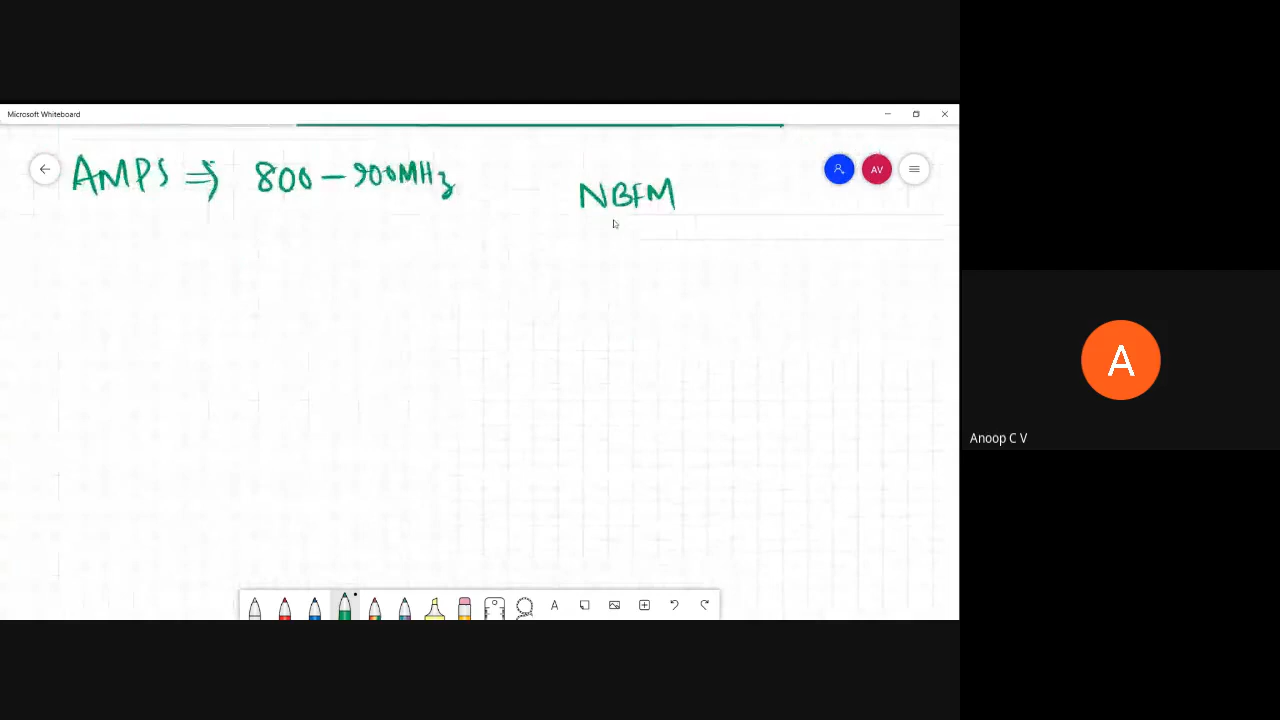 Microsoft Whiteboard
AMPS ⇒ 800 - 900MHz
NBFM
AV
A
A
Anoop C V